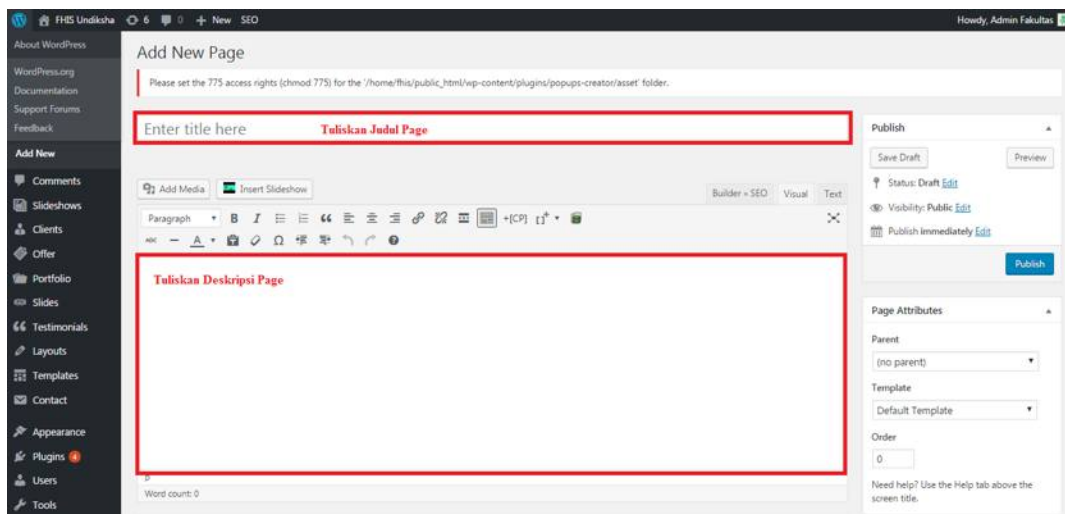 FHIS Undiksha 6 0 + New SEO Howdy, Admin Fakultas
About WordPress
WordPress.org
Documentation
Support Forums
Feedback
Add New
Comments
Slideshows
Clients
Offer
Portfolio
Slides
Testimonials
Layouts
Templates
Contact
Appearance
Plugins 4
Users
Tools
Add New Page
Please set the 775 access rights (chmod 775) for the '/home/fhis/public_html/wp-content/plugins/popups-creator/asset' folder.
Enter title here Tuliskan Judul Page
Add Media Insert Slideshow
Builder + SEO Visual Text
Paragraph B I +[CP]
ABC A Ω
Tuliskan Deskripsi Page
p
Word count: 0
Publish
Save Draft Preview
Status: Draft Edit
Visibility: Public Edit
Publish immediately Edit
Publish
Page Attributes
Parent
(no parent)
Template
Default Template
Order
0
Need help? Use the Help tab above the
screen title.